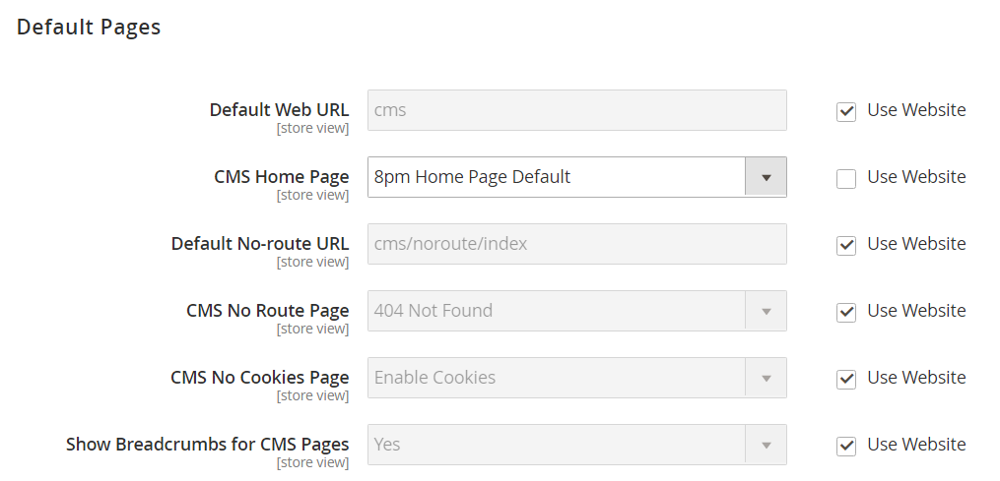 Default Pages
Default Web URL
[store view]
cms
Use Website
CMS Home Page
[store view]
8pm Home Page Default
Use Website
Default No-route URL
[store view]
cms/noroute/index
Use Website
CMS No Route Page
[store view]
404 Not Found
Use Website
CMS No Cookies Page
[store view]
Enable Cookies
Use Website
Show Breadcrumbs for CMS Pages
[store view]
Yes
Use Website